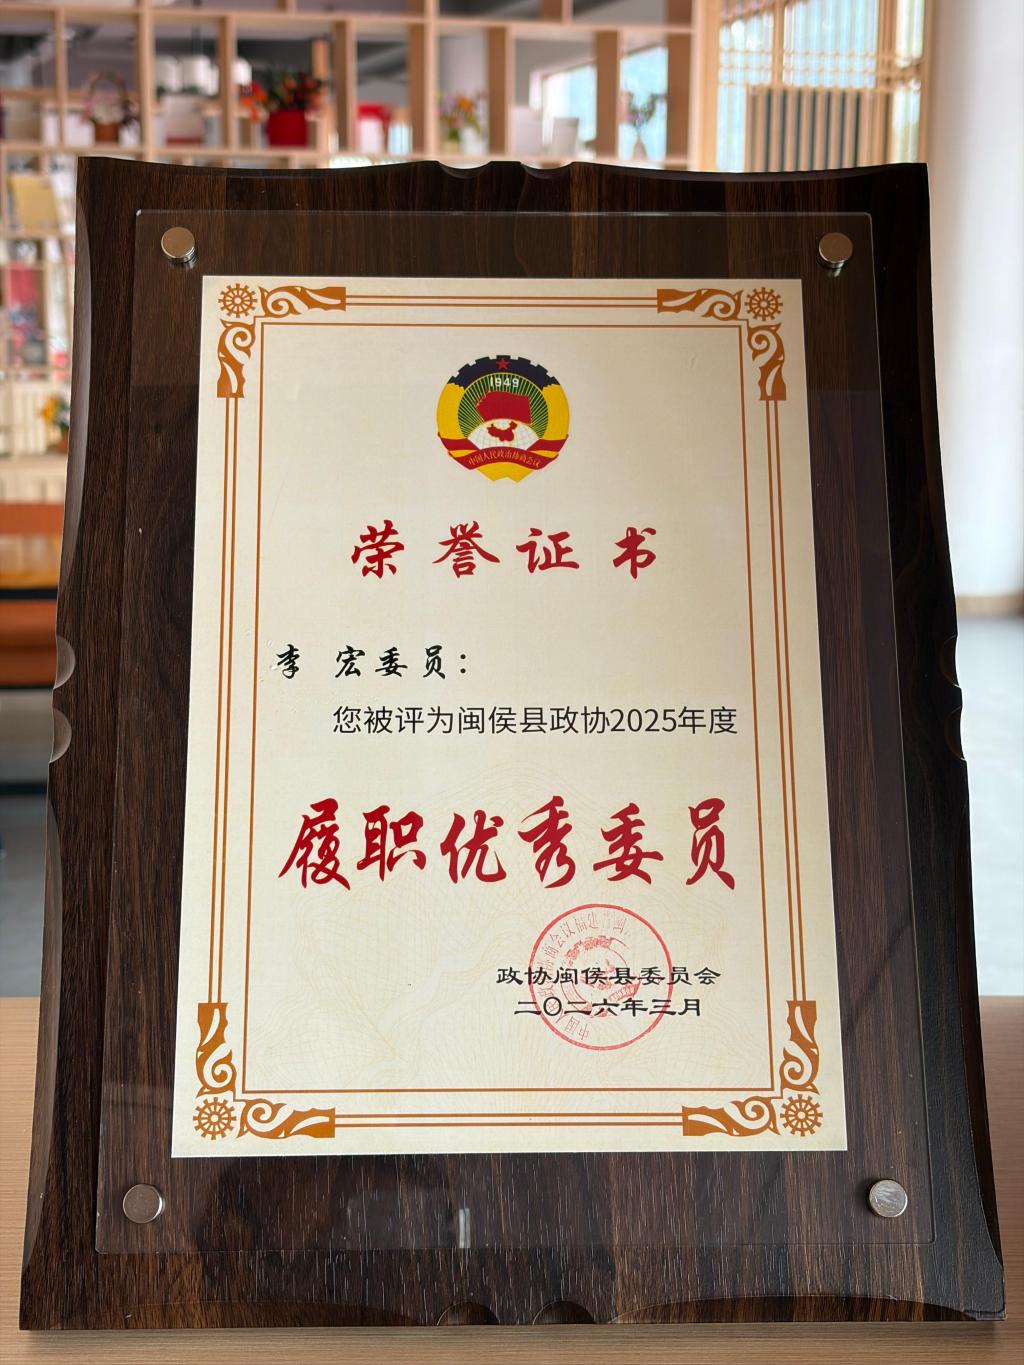 1949
中国人民政治协商会议
荣誉证书
李 宏委员：
您被评为闽侯县政协2025年度
履职优秀委员
政协闽侯县委员会
二〇二六年三月